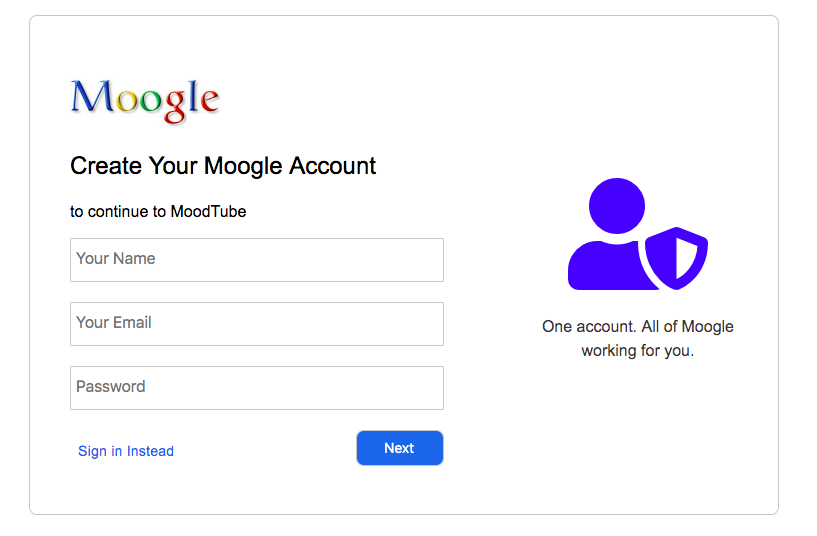 Moogle
Create Your Moogle Account
to continue to MoodTube
Your Name
Your Email
Password
Sign in Instead
Next
One account. All of Moogle
working for you.